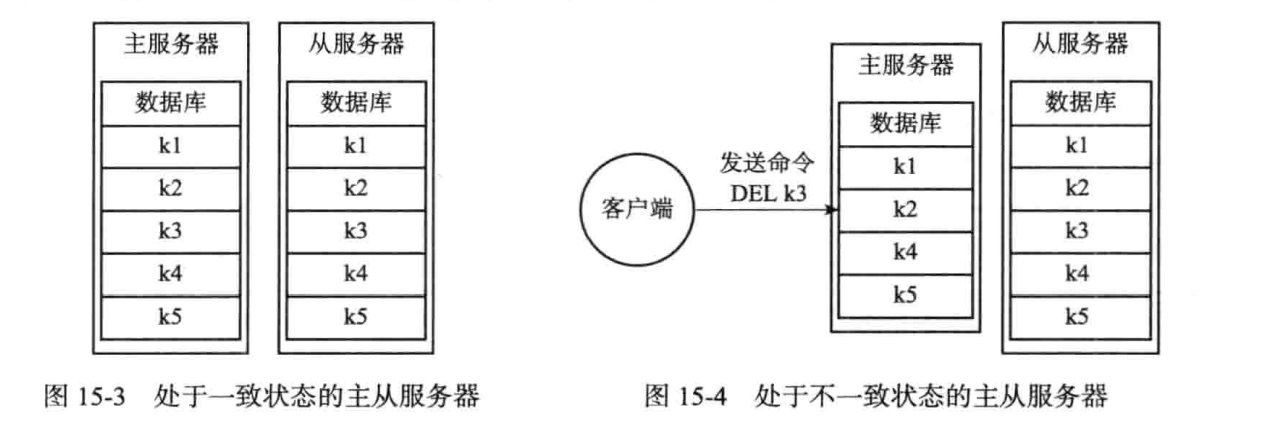 主服务器
数据库
k1
k2
k3
k4
k5
从服务器
数据库
k1
k2
k3
k4
k5
图 15-3 处于一致状态的主从服务器
客户端
发送命令
DEL k3
主服务器
数据库
k1
k2
k4
k5
从服务器
数据库
k1
k2
k3
k4
k5
图 15-4 处于不一致状态的主从服务器